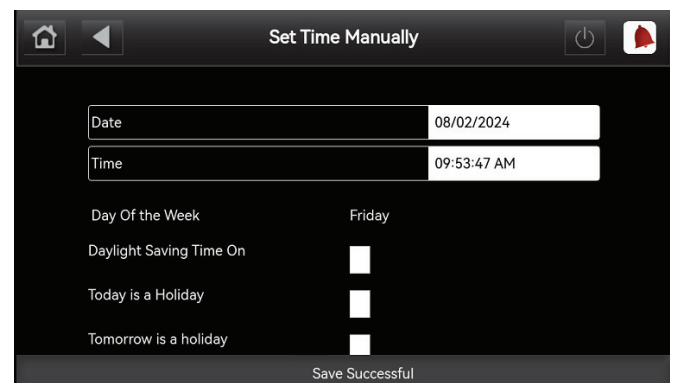 Set Time Manually
Date 08/02/2024
Time 09:53:47 AM
Day Of the Week Friday
Daylight Saving Time On
Today is a Holiday
Tomorrow is a holiday
Save Successful